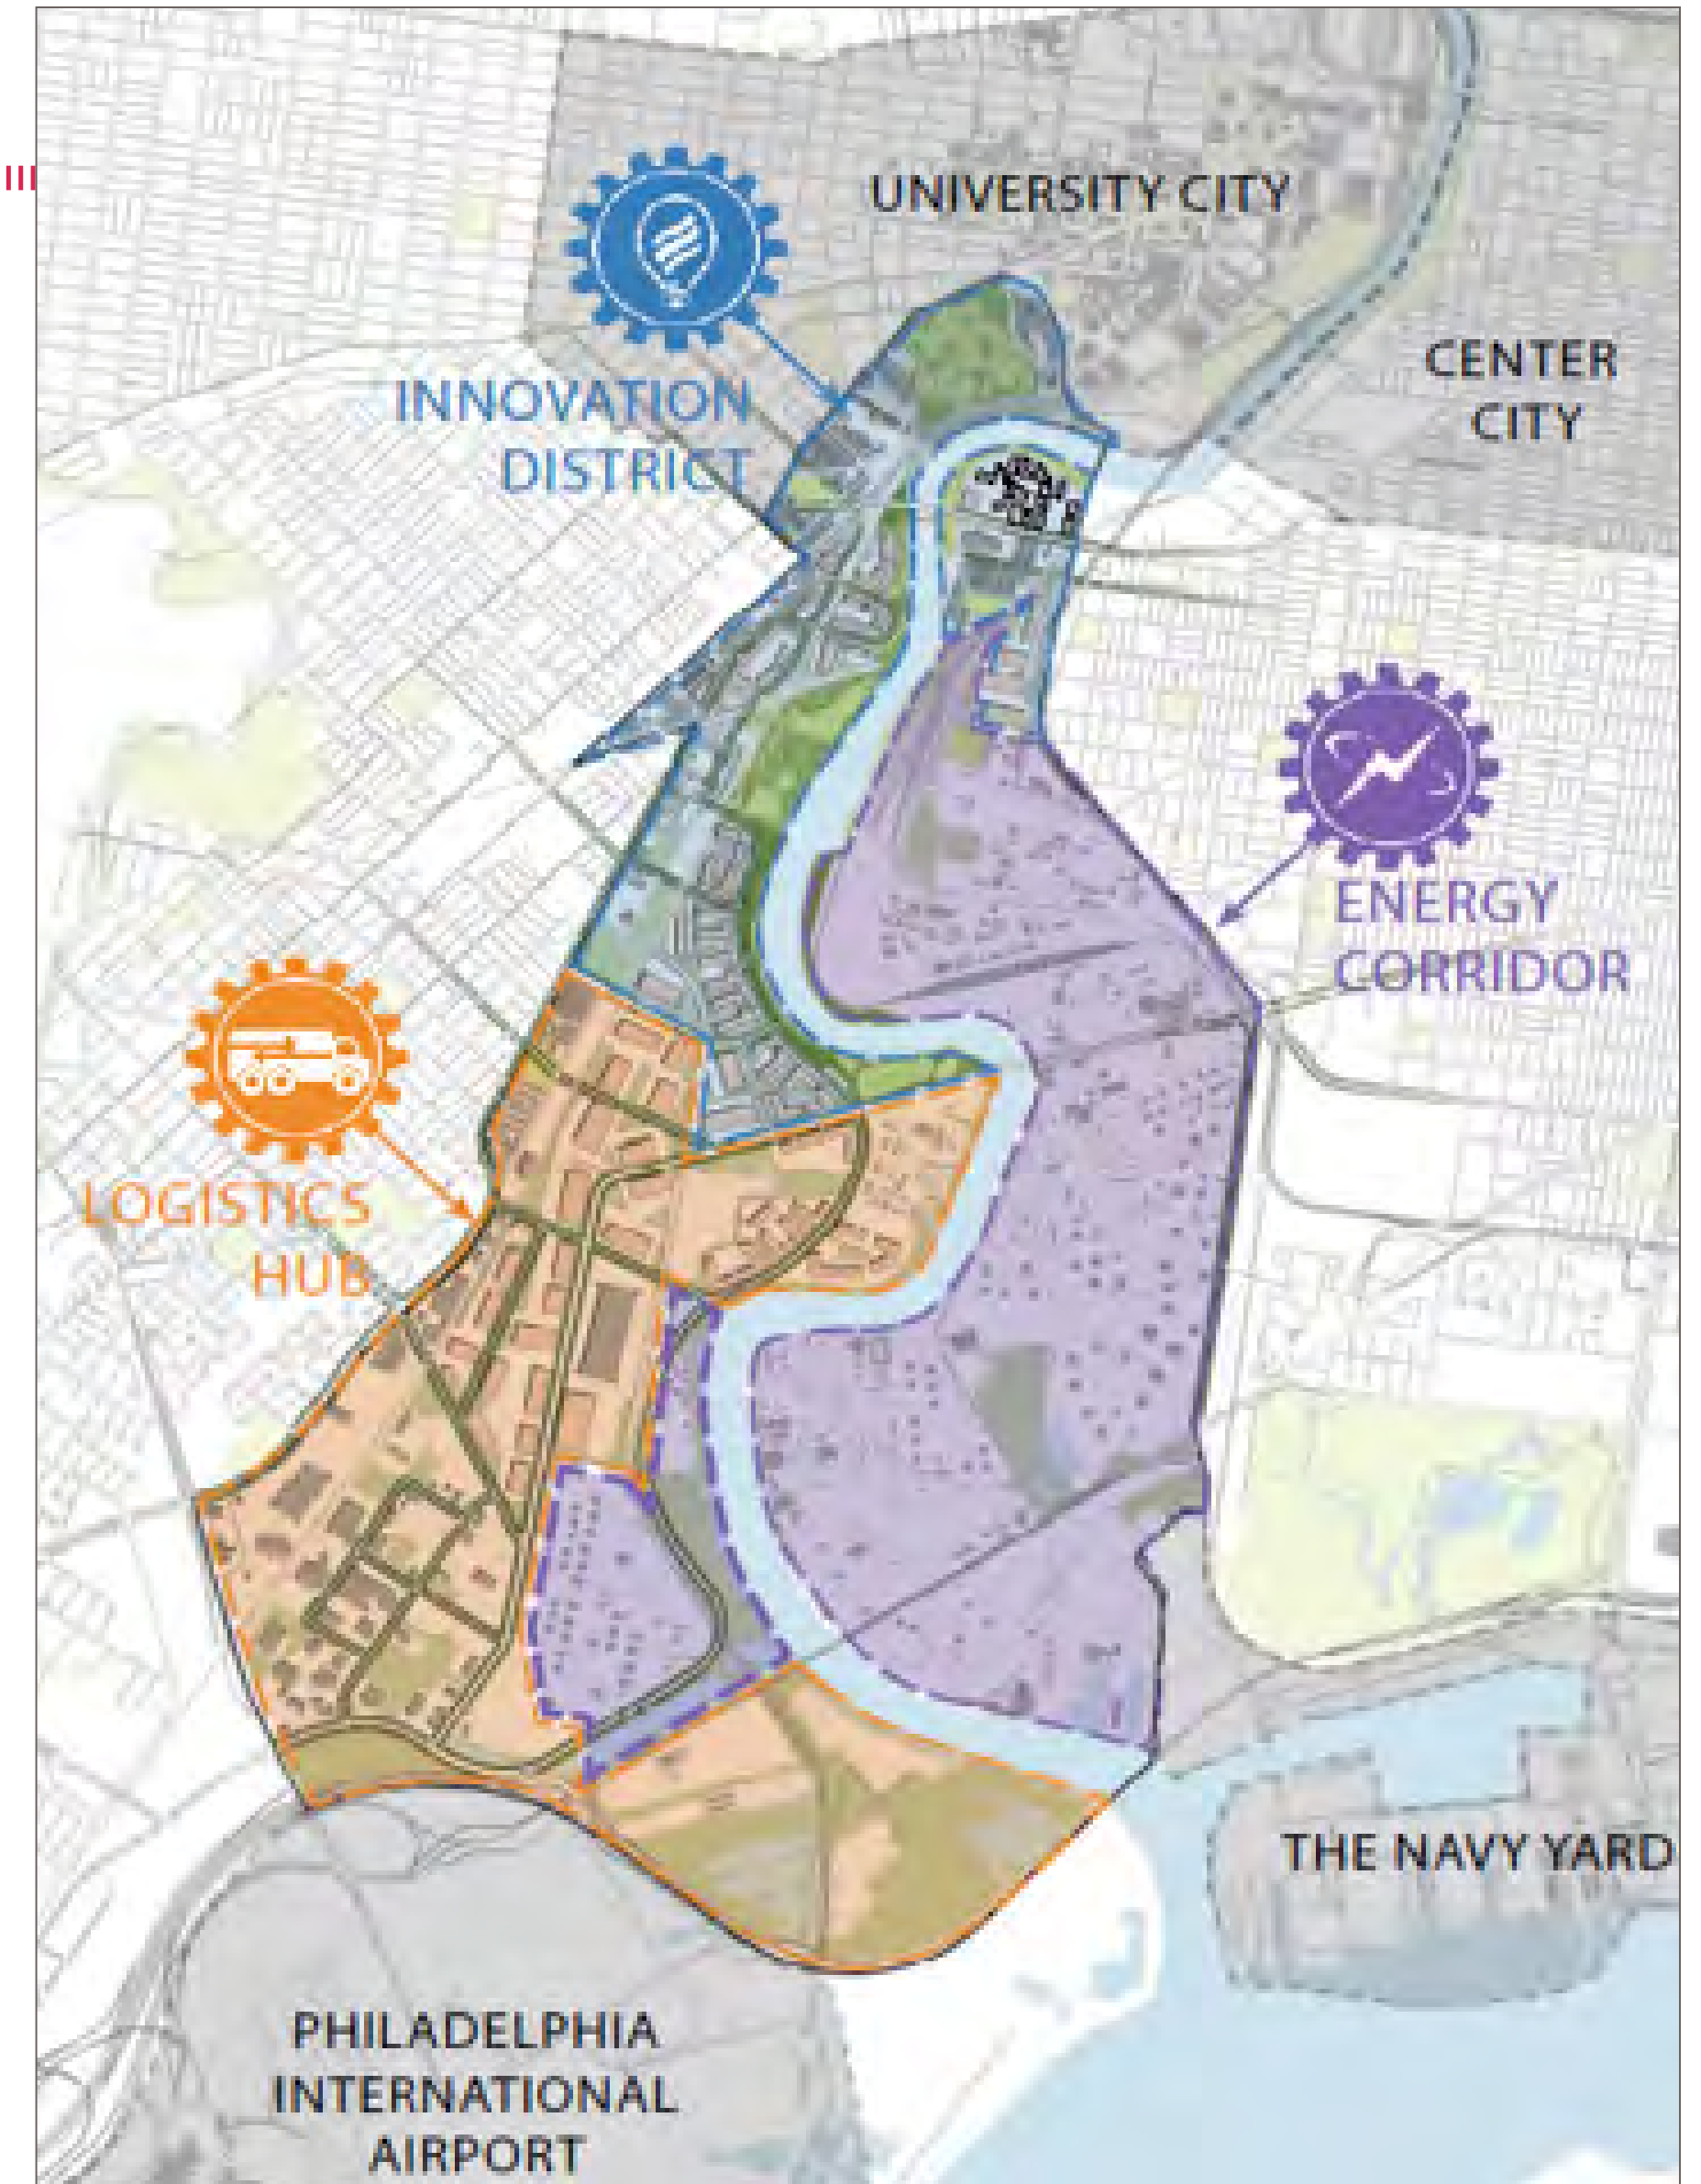 UNIVERSITY CITY
CENTER
CITY
INNOVATION
DISTRICT
ENERGY
CORRIDOR
LOGISTICS
HUB
THE NAVY YARD
PHILADELPHIA
INTERNATIONAL
AIRPORT